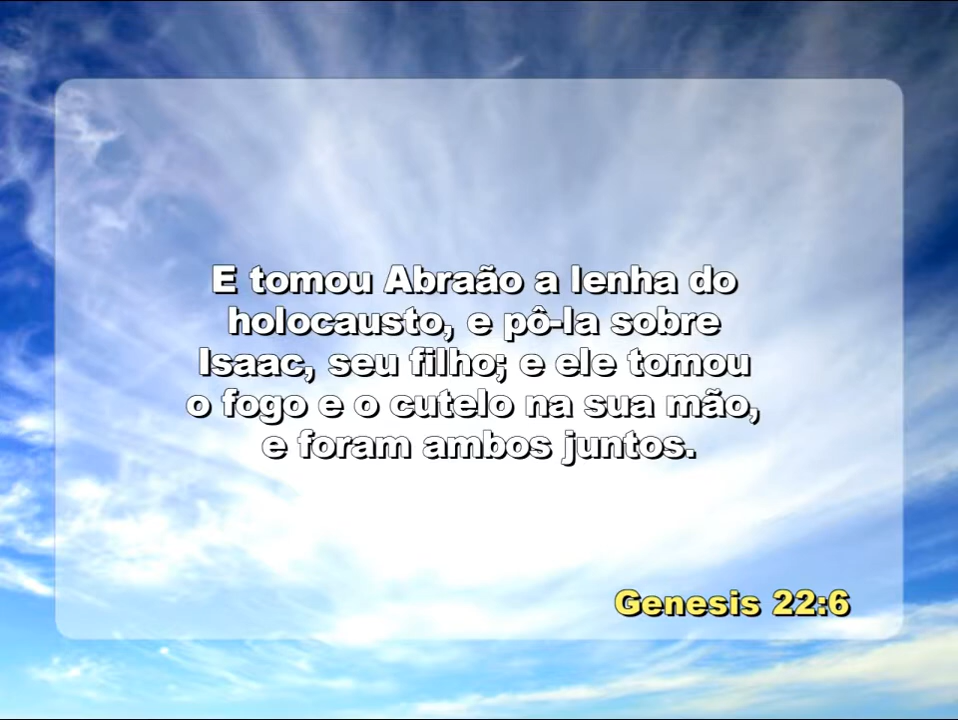 E tomou Abraão a lenha do
holocausto, e pô-la sobre
Isaac, seu filho; e ele tomou
o fogo e o cutelo na sua mão,
e foram ambos juntos.
Genesis 22:6